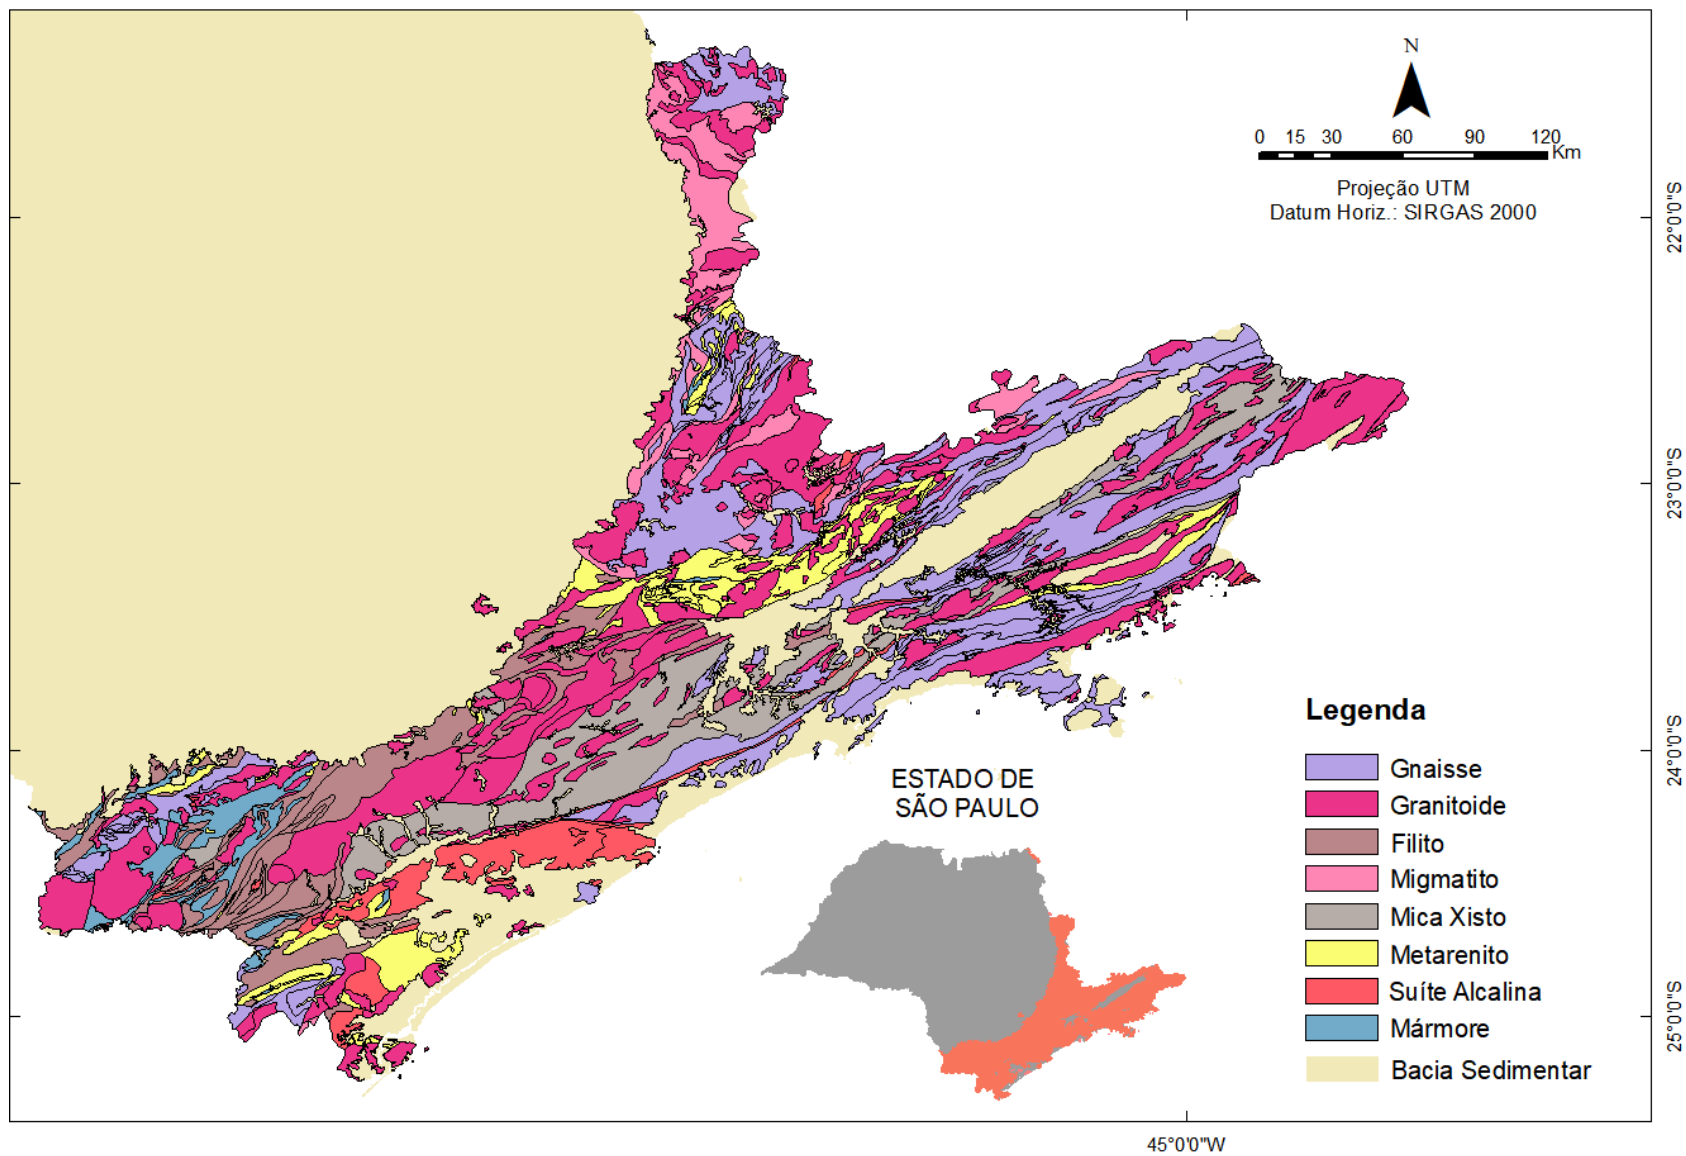 N
0 15 30 60 90 120
Km
Projeção UTM
Datum Horiz.: SIRGAS 2000
22°0'0"S
23°0'0"S
24°0'0"S
25°0'0"S
45°0'0"W
ESTADO DE
SÃO PAULO
Legenda
Gnaisse
Granitoide
Filito
Migmatito
Mica Xisto
Metarenito
Suíte Alcalina
Mármore
Bacia Sedimentar